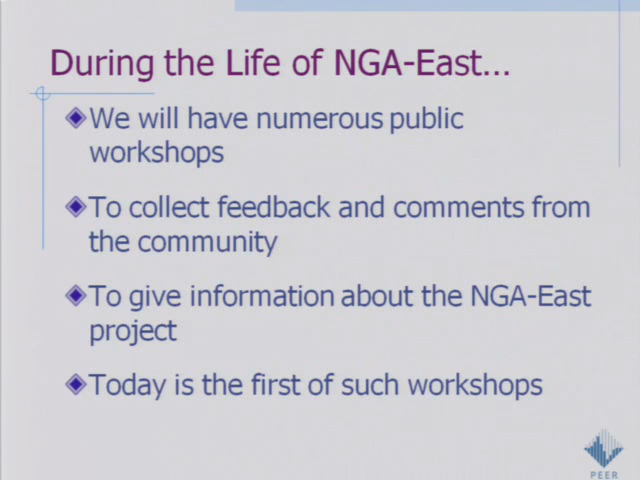 During the Life of NGA-East...
We will have numerous public
workshops
To collect feedback and comments from
the community
To give information about the NGA-East
project
Today is the first of such workshops
PEER